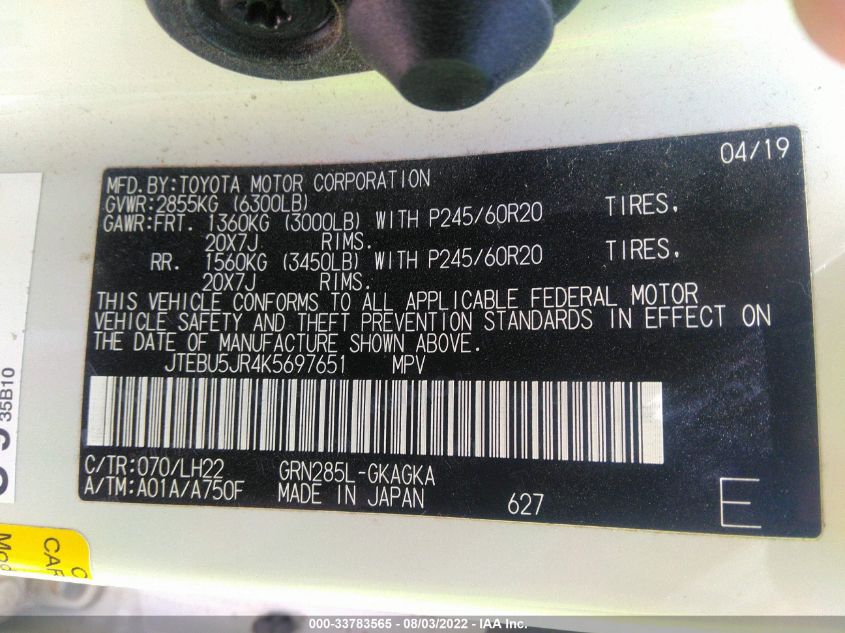 04/19
MFD.BY:TOYOTA MOTOR CORPORATION
GVWR:2855KG (6300LB)
GAWR:FRT. 1360KG (3000LB) WITH P245/60R20 TIRES,
20X7J RIMS.
RR. 1560KG (3450LB) WITH P245/60R20 TIRES,
20X7J RIMS.
THIS VEHICLE CONFORMS TO ALL APPLICABLE FEDERAL MOTOR
VEHICLE SAFETY AND THEFT PREVENTION STANDARDS IN EFFECT ON
THE DATE OF MANUFACTURE SHOWN ABOVE.
JTEBU5JR4K5697651 MPV
C/TR:070/LH22 GRN285L-GKAGKA
A/TM:A01A/A750F MADE IN JAPAN 627 E
35B10
000-33783565 - 08/03/2022 - IAA Inc.